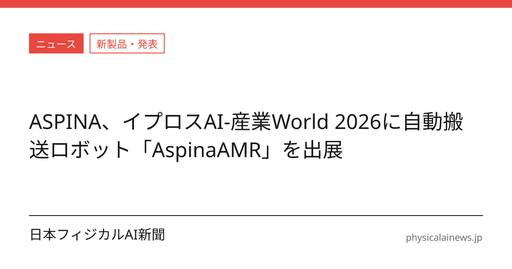 ニュース 新製品・発表
ASPINA、イプロスAI-産業World 2026に自動搬
送ロボット「AspinaAMR」を出展
日本フィジカルAI新聞 physicalainews.jp